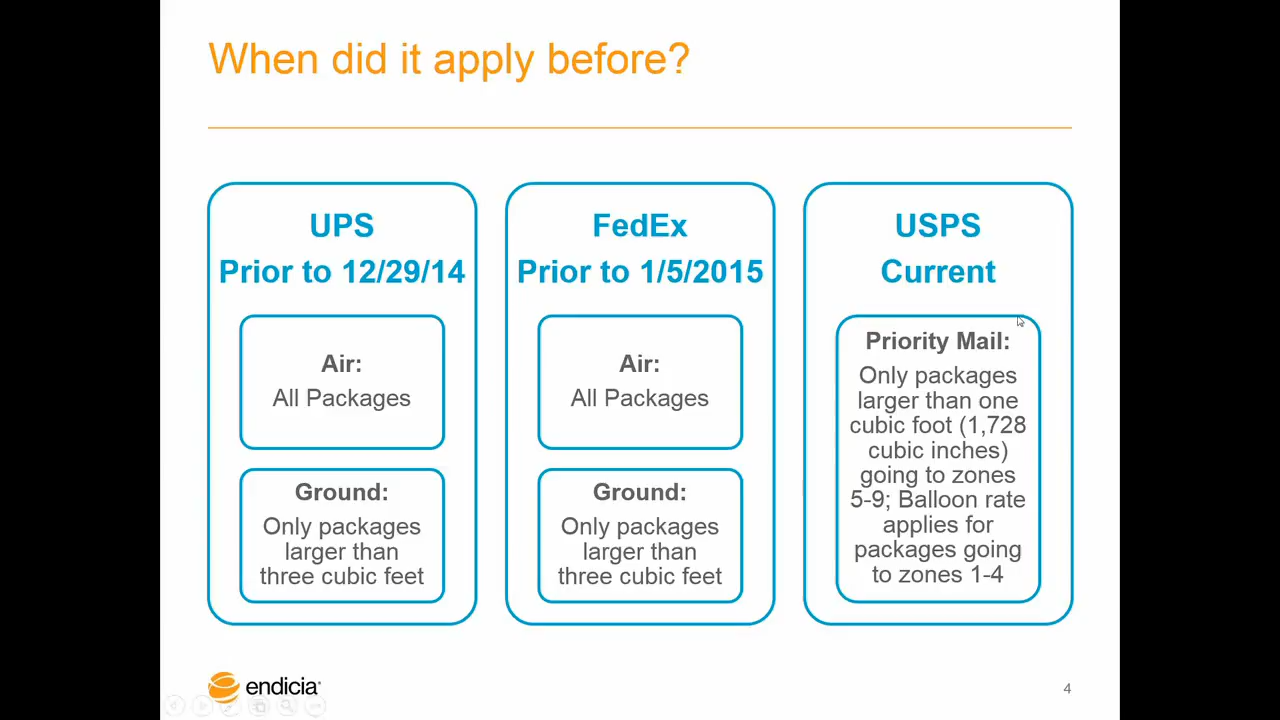 When did it apply before?
UPS
Prior to 12/29/14
Air:
All Packages
Ground:
Only packages
larger than
three cubic feet
FedEx
Prior to 1/5/2015
Air:
All Packages
Ground:
Only packages
larger than
three cubic feet
USPS
Current
Priority Mail:
Only packages
larger than one
cubic foot (1,728
cubic inches)
going to zones
5-9; Balloon rate
applies for
packages going
to zones 1-4
endicia®
4